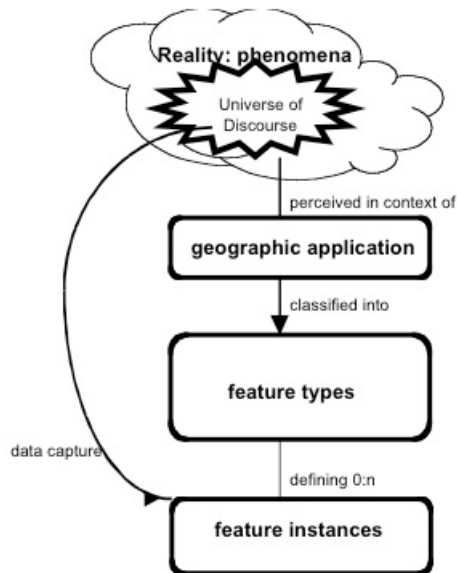 Reality: phenomena
Universe of
Discourse
perceived in context of
geographic application
classified into
feature types
data capture
defining 0:n
feature instances